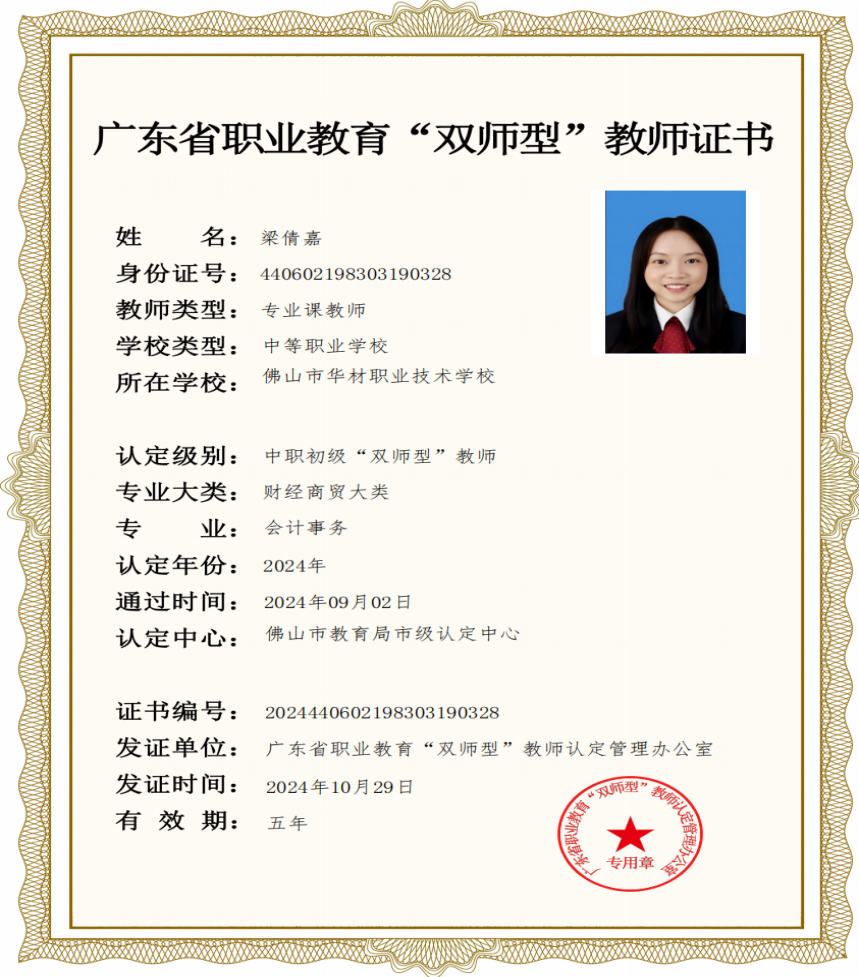 广东省职业教育“双师型”教师证书
姓 名：梁倩嘉
身份证号：440602198303190328
教师类型：专业课教师
学校类型：中等职业学校
所在学校：佛山市华材职业技术学校
认定级别：中职初级“双师型”教师
专业大类：财经商贸大类
专 业：会计事务
认定年份：2024年
通过时间：2024年09月02日
认定中心：佛山市教育局市级认定中心
证书编号：2024440602198303190328
发证单位：广东省职业教育“双师型”教师认定管理办公室
发证时间：2024年10月29日
有 效 期：五年
广东省职业教育“双师型”教师认定管理办公室
专用章